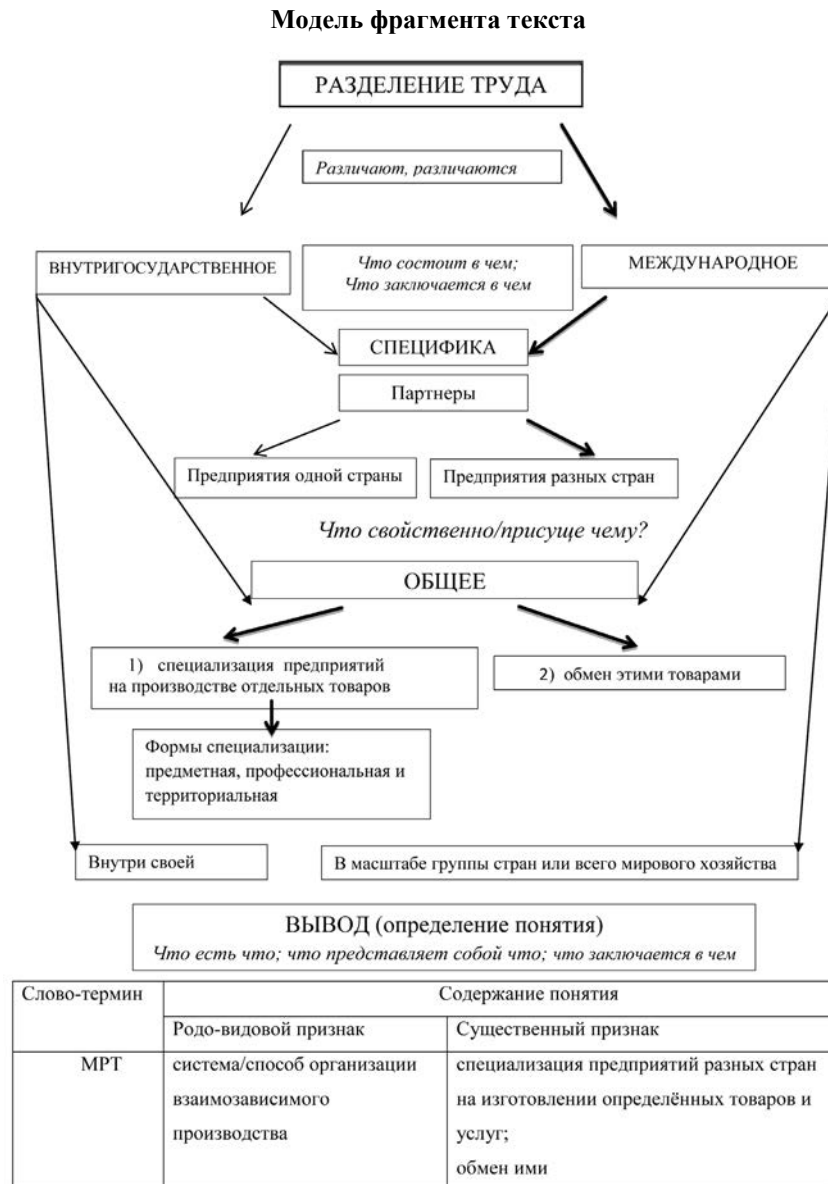 Модель фрагмента текста
РАЗДЕЛЕНИЕ ТРУДА
Различают, различаются
ВНУТРИГОСУДАРСТВЕННОЕ
Что состоит в чем;
Что заключается в чем
МЕЖДУНАРОДНОЕ
СПЕЦИФИКА
Партнеры
Предприятия одной страны
Предприятия разных стран
Что свойственно/присуще чему?
ОБЩЕЕ
1) специализация предприятий
на производстве отдельных товаров
2) обмен этими товарами
Формы специализации:
предметная, профессиональная и
территориальная
Внутри своей
В масштабе группы стран или всего мирового хозяйства
ВЫВОД (определение понятия)
Что есть что; что представляет собой что; что заключается в чем
Слово-термин
Содержание понятия
Родо-видовой признак
Существенный признак
МРТ
система/способ организации
взаимозависимого
производства
специализация предприятий разных стран
на изготовлении определённых товаров и
услуг;
обмен ими